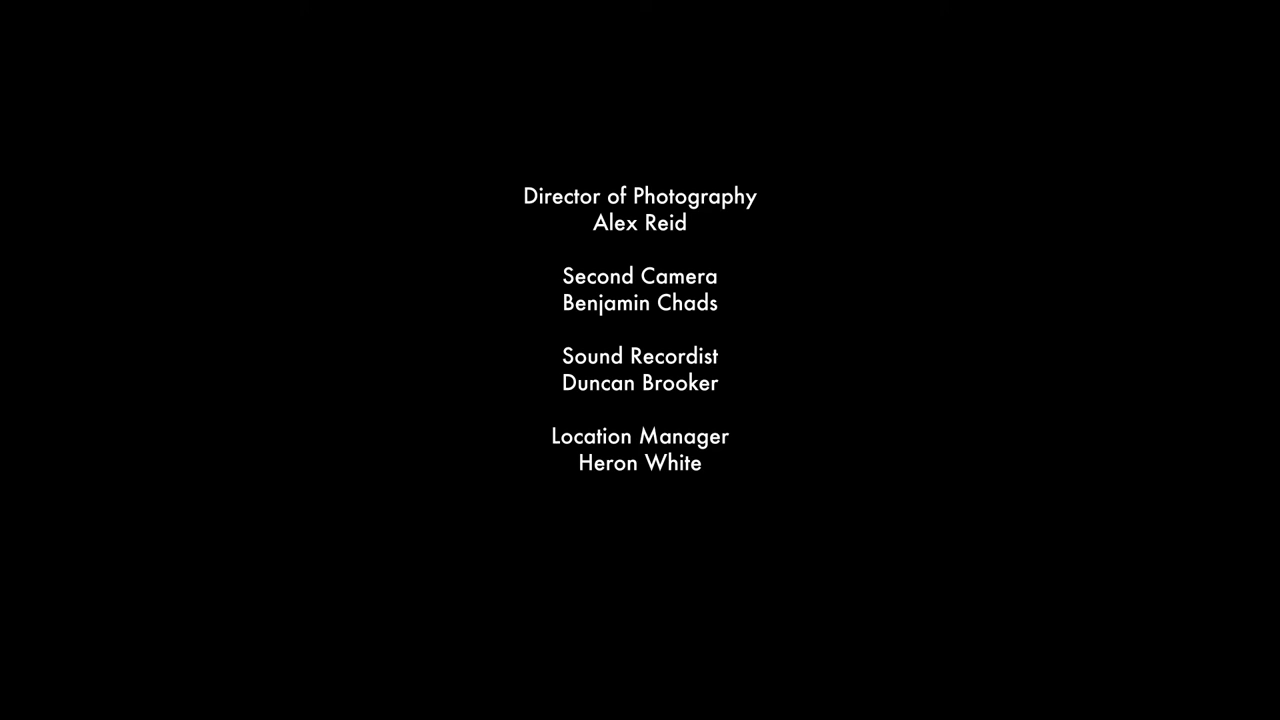 Director of Photography
Alex Reid
Second Camera
Benjamin Chads
Sound Recordist
Duncan Brooker
Location Manager
Heron White